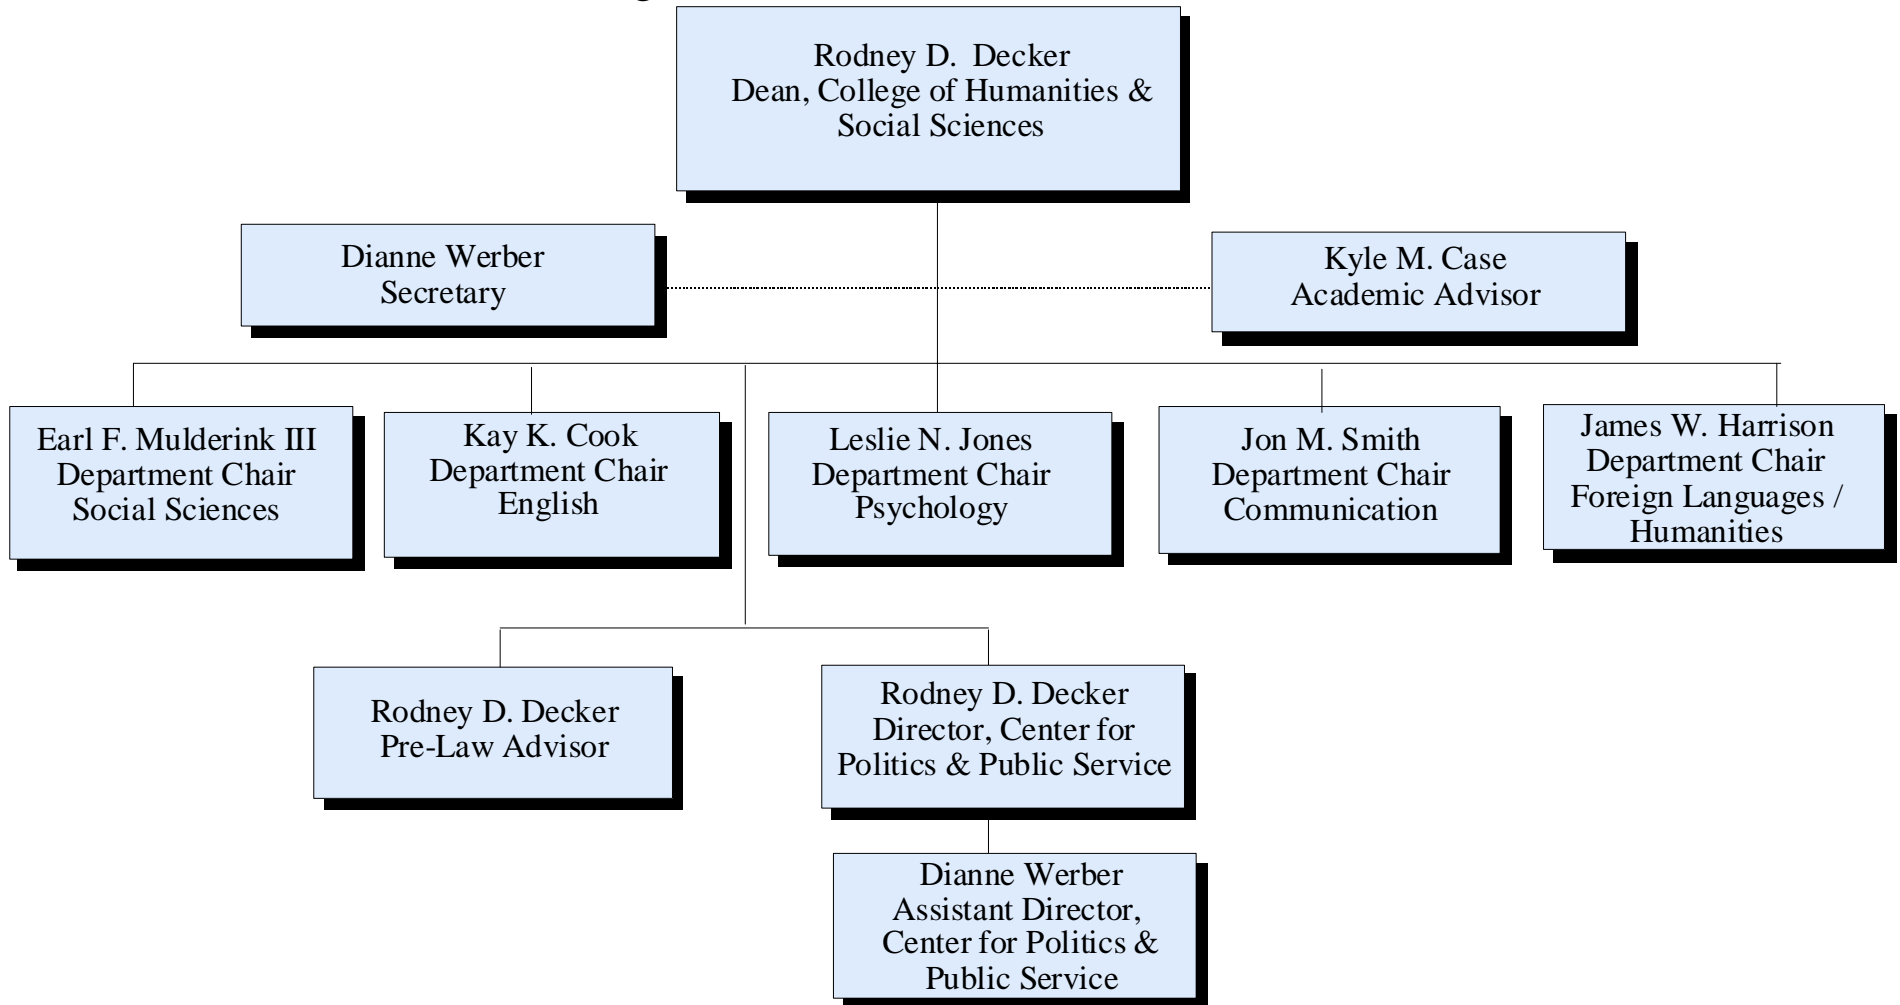 Rodney D. Decker
Dean, College of Humanities &
Social Sciences
Dianne Werber
Secretary
Kyle M. Case
Academic Advisor
Earl F. Mulderink III
Department Chair
Social Sciences
Kay K. Cook
Department Chair
English
Leslie N. Jones
Department Chair
Psychology
Jon M. Smith
Department Chair
Communication
James W. Harrison
Department Chair
Foreign Languages /
Humanities
Rodney D. Decker
Pre-Law Advisor
Rodney D. Decker
Director, Center for
Politics & Public Service
Dianne Werber
Assistant Director,
Center for Politics &
Public Service